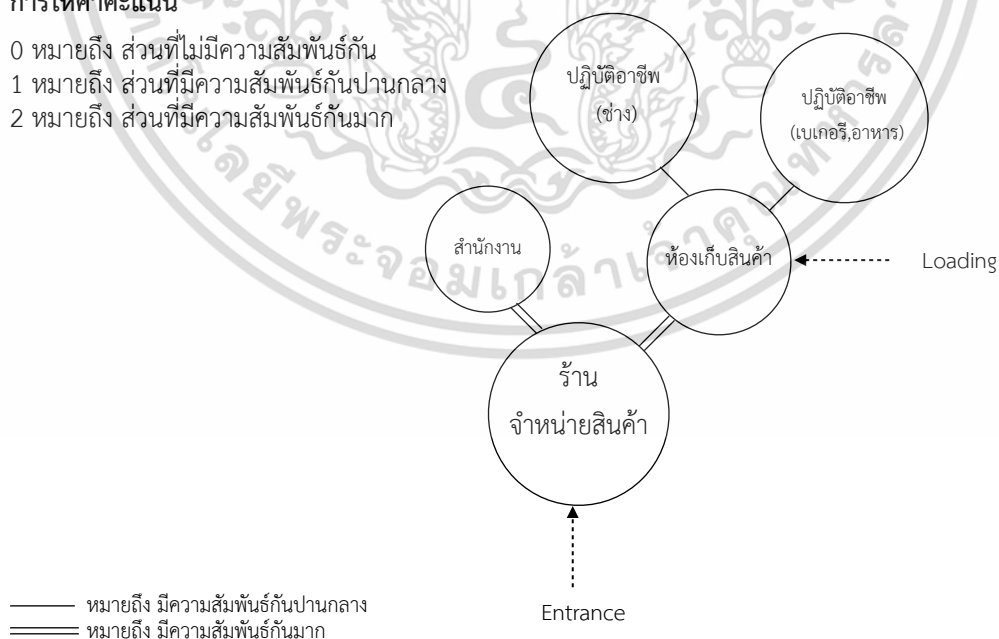 การให้ค่าคะแนน
0 หมายถึง ส่วนที่ไม่มีความสัมพันธ์กัน
1 หมายถึง ส่วนที่มีความสัมพันธ์กันปานกลาง
2 หมายถึง ส่วนที่มีความสัมพันธ์กันมาก
ปฏิบัติอาชีพ
(ช่าง)
ปฏิบัติอาชีพ
(เบเกอรี,อาหาร)
สำนักงาน
ห้องเก็บสินค้า
Loading
ร้าน
จำหน่ายสินค้า
Entrance
หมายถึง มีความสัมพันธ์กันปานกลาง
หมายถึง มีความสัมพันธ์กันมาก